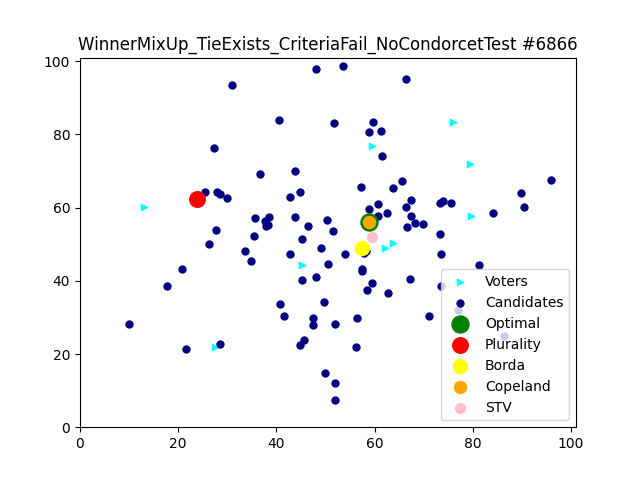 WinnerMixUp_TieExists_CriteriaFail_NoCondorcetTest #6866
100
80
60
40
20
0
0 20 40 60 80 100
Voters
Candidates
Optimal
Plurality
Borda
Copeland
STV